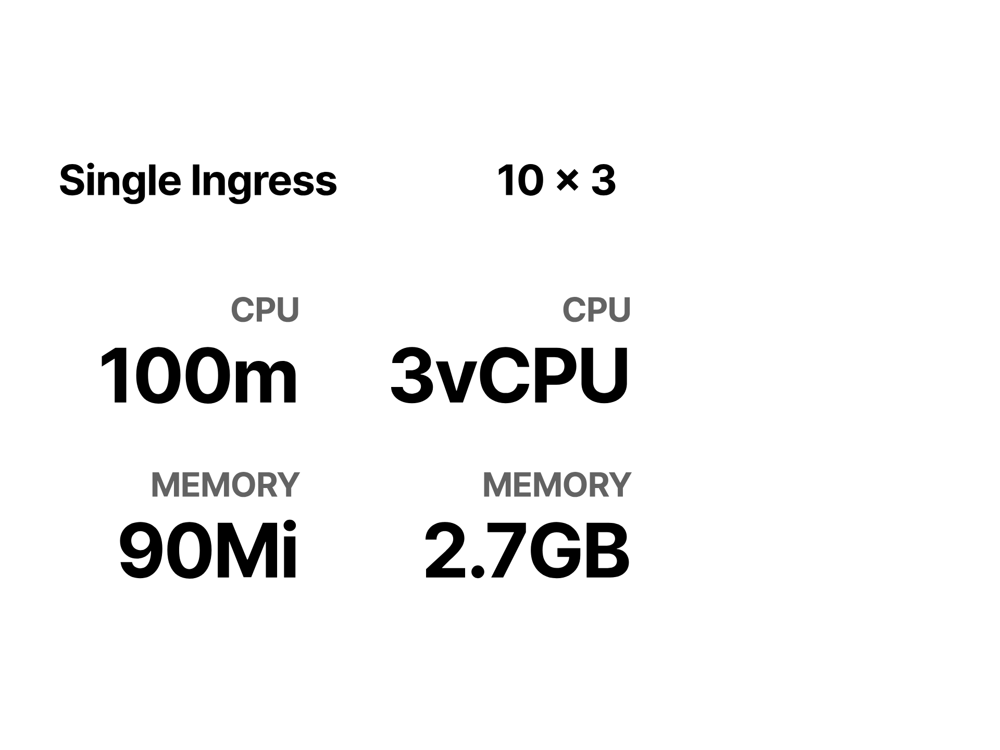 Single Ingress
CPU
100m
MEMORY
90Mi
10 × 3
CPU
3vCPU
MEMORY
2.7GB